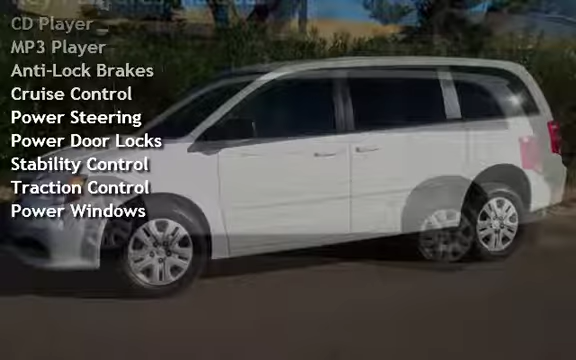 CD Player
MP3 Player
Anti-Lock Brakes
Cruise Control
Power Steering
Power Door Locks
Stability Control
Traction Control
Power Windows